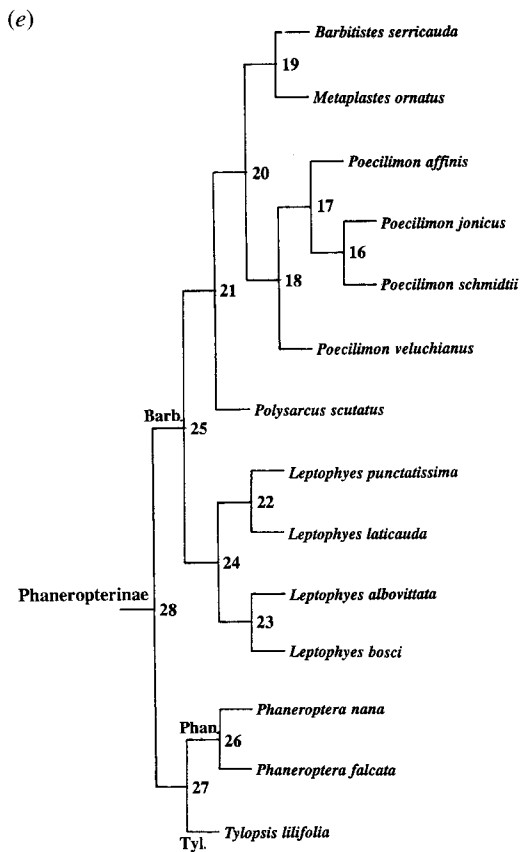 (e)
Barbitistes serricauda
19
Metaplastes ornatus
Poecilimon affinis
20
17
Poecilimon jonicus
16
18
Poecilimon schmidtii
21
Poecilimon veluchianus
Polysarcus scutatus
Barb.
25
Leptophyes punctatissima
22
Leptophyes laticauda
24
Leptophyes albovittata
Phaneropterinae
28
23
Leptophyes bosci
Phaneroptera nana
Phan.
26
Phaneroptera falcata
27
Tylopsis lilifolia
Tyl.